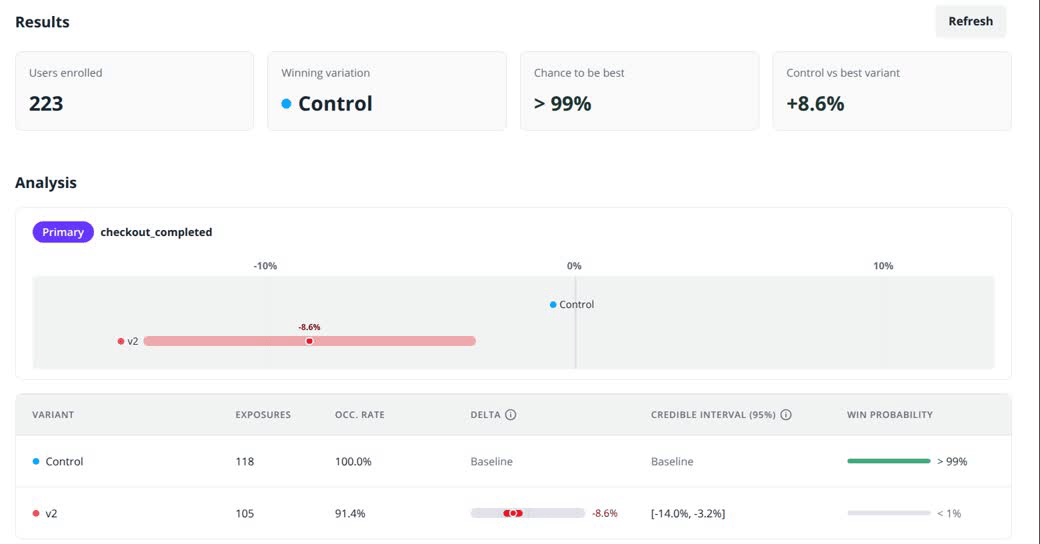 Results
Refresh
Users enrolled
223
Winning variation
Control
Chance to be best
> 99%
Control vs best variant
+8.6%
Analysis
Primary checkout_completed
-10% 0% 10%
Control
-8.6%
v2
VARIANT EXPOSURES OCC. RATE DELTA CREDIBLE INTERVAL (95%) WIN PROBABILITY
Control 118 100.0% Baseline Baseline > 99%
v2 105 91.4% -8.6% [-14.0%, -3.2%] < 1%